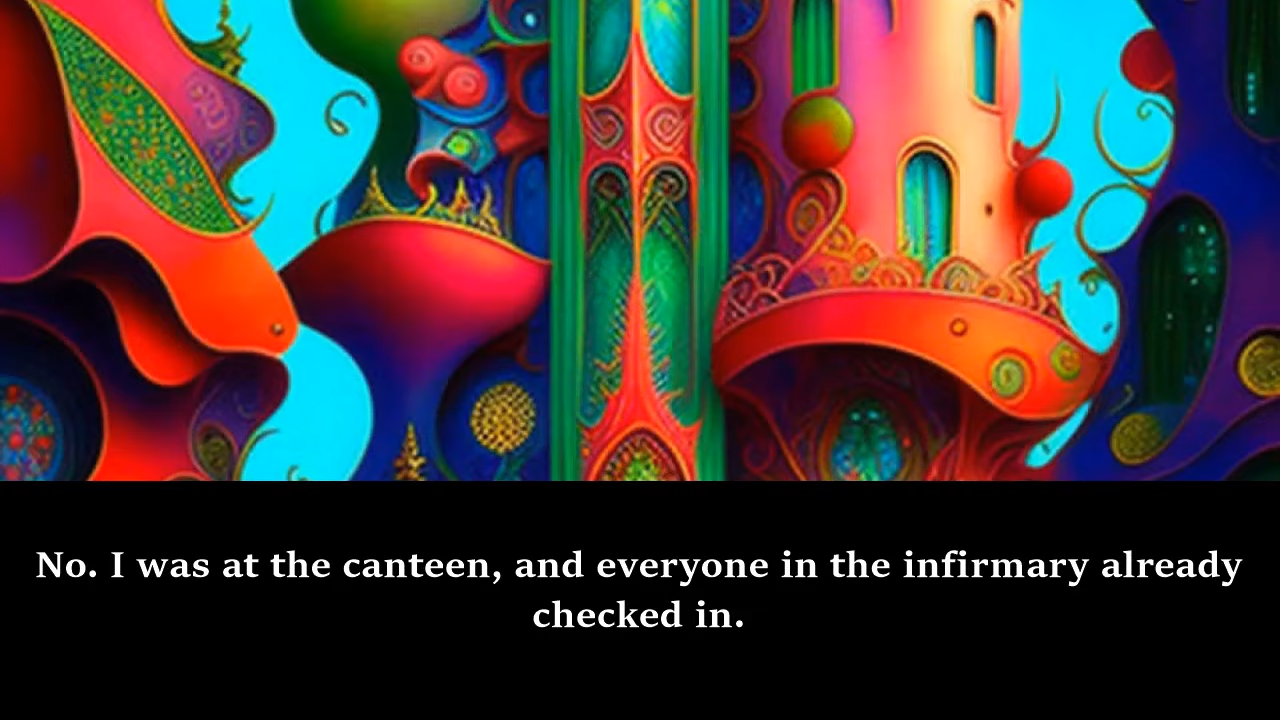 No. I was at the canteen, and everyone in the infirmary already
checked in.